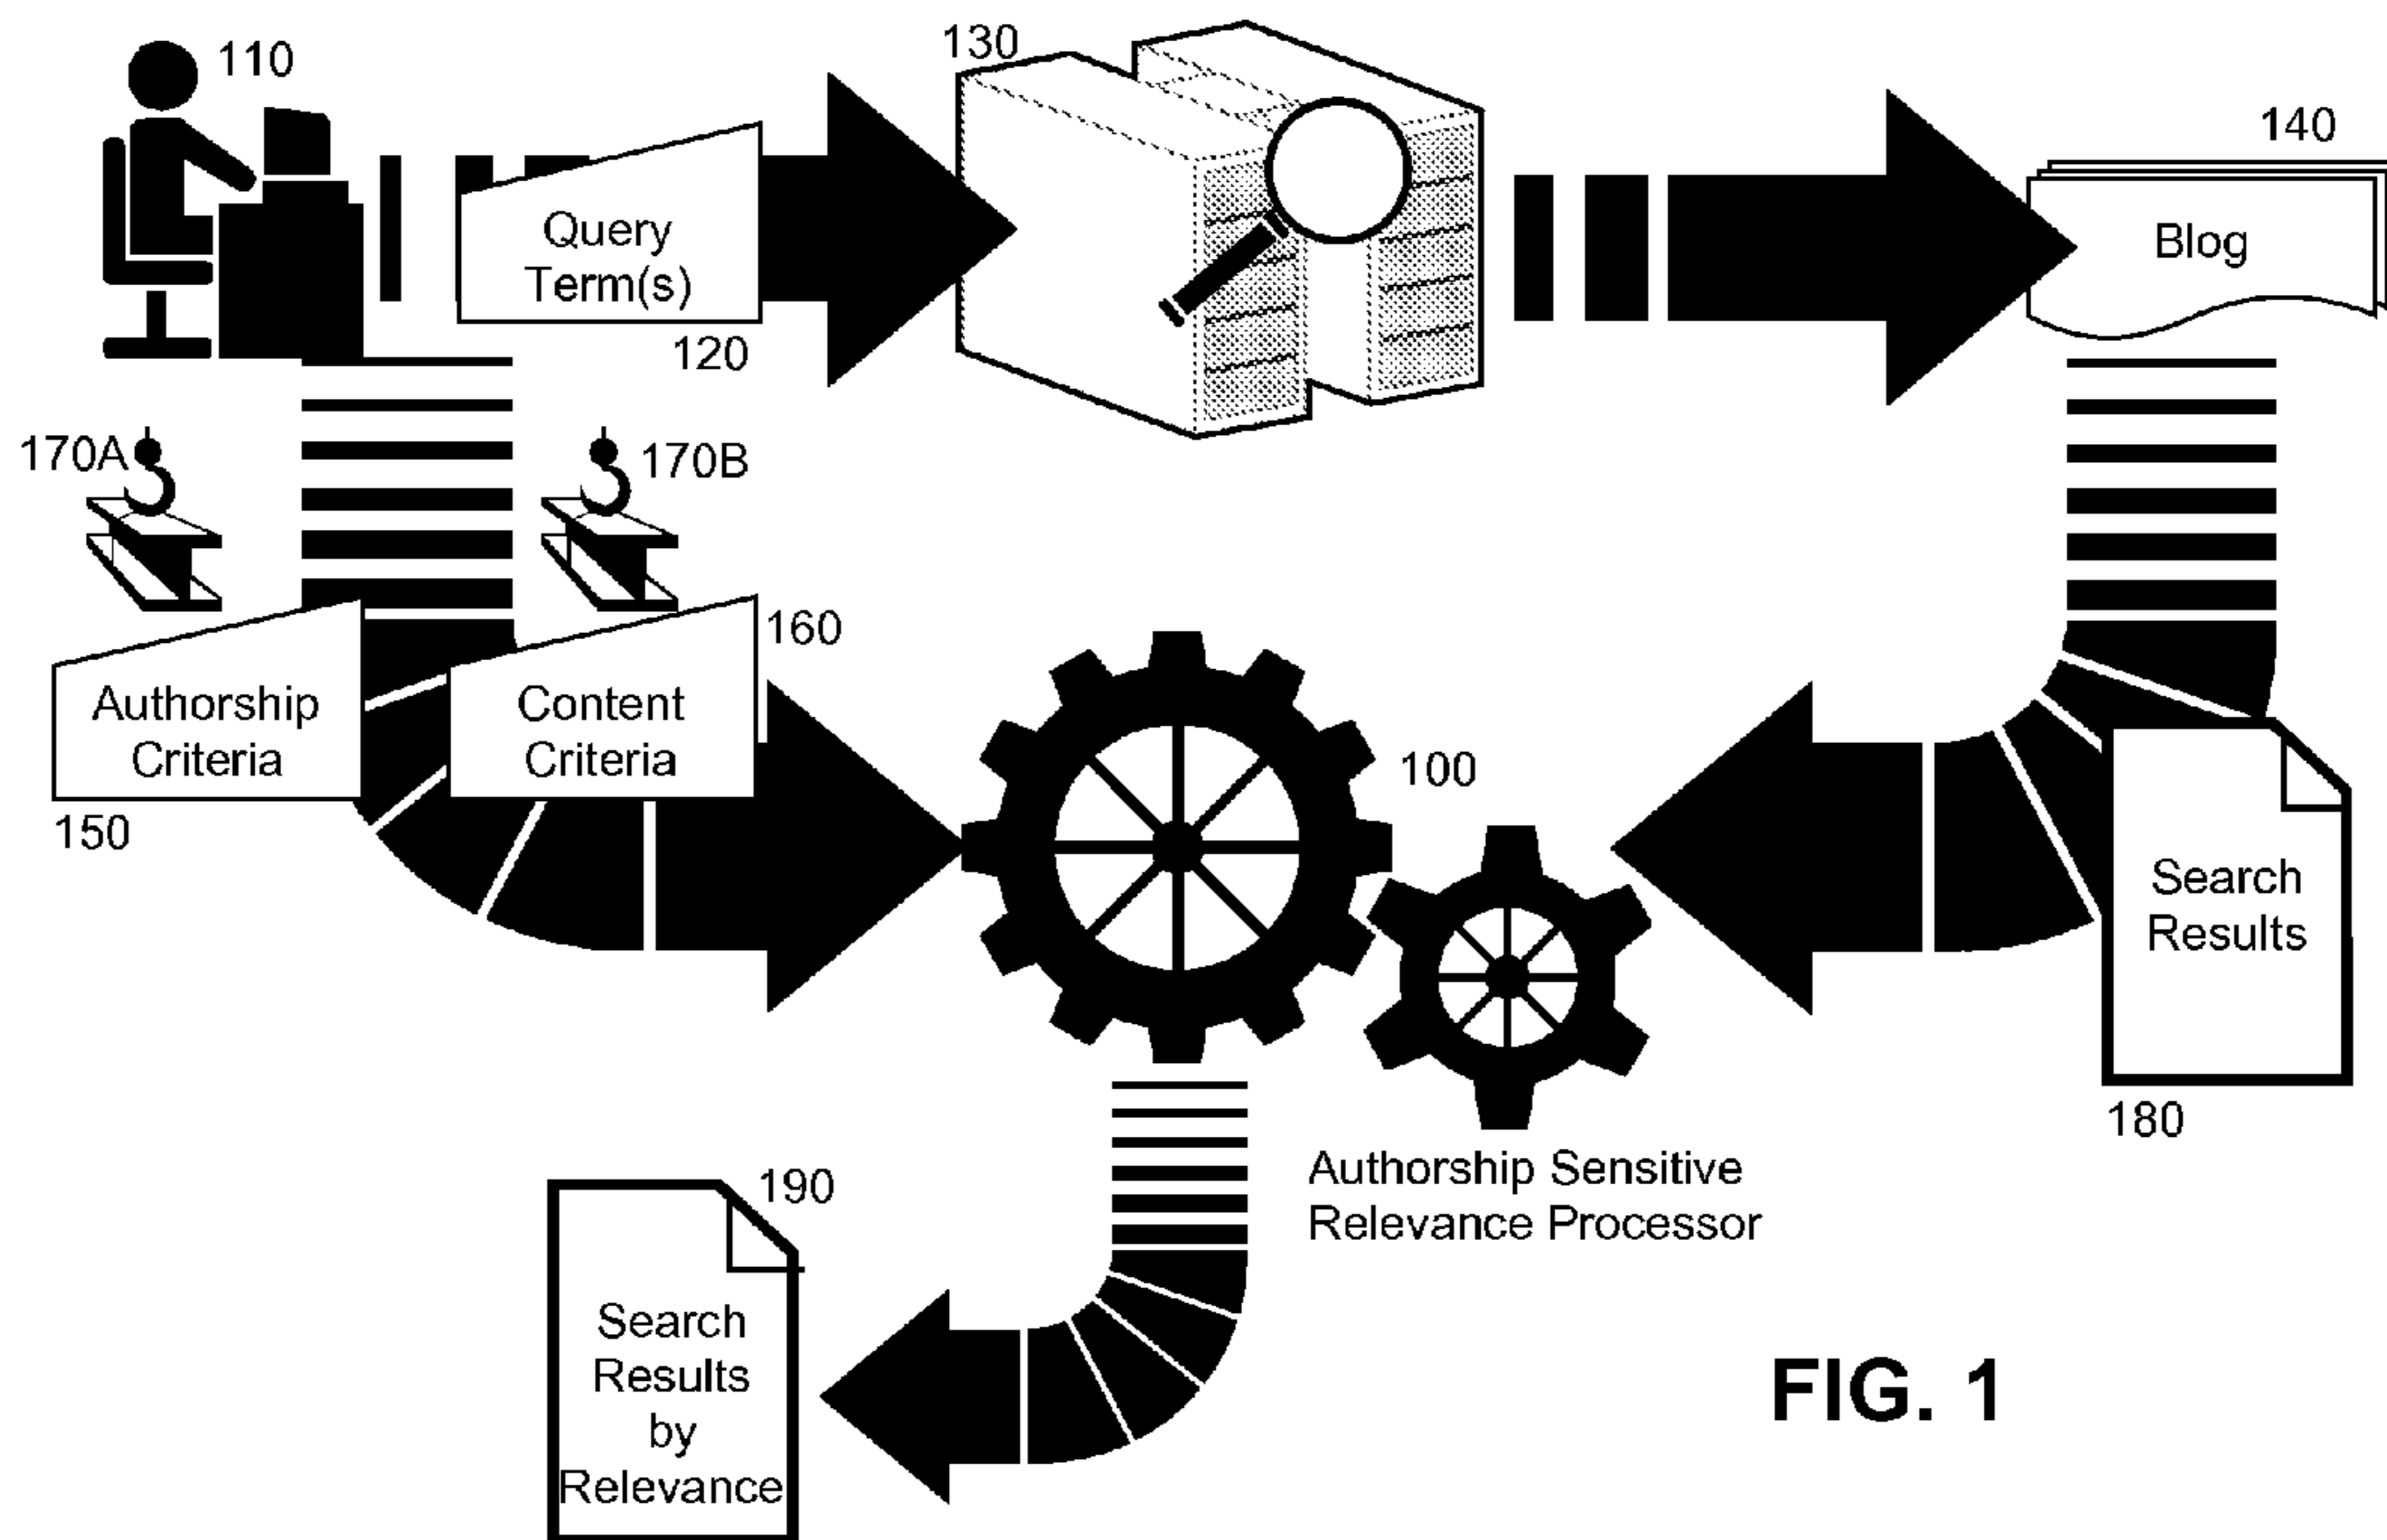 110
130
140
Query
Term(s)
120
Blog
170A
170B
160
Authorship
Criteria
150
Content
Criteria
100
Search
Results
180
Authorship Sensitive
Relevance Processor
190
Search
Results
by
Relevance
FIG. 1